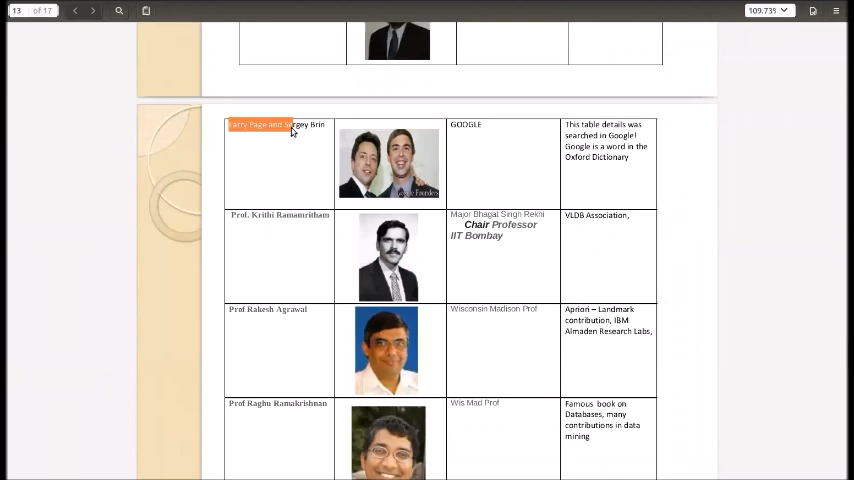 13 of 17
109.73%
Larry Page and Sergey Brin
GOOGLE
This table details was
searched in Google!
Google is a word in the
Oxford Dictionary
Google Founders
Prof. Krithi Ramamritham
Major Bhagat Singh Rekhi
Chair Professor
IIT Bombay
VLDB Association,
Prof Rakesh Agrawal
Wisconsin Madison Prof
Apriori – Landmark
contribution, IBM
Almaden Research Labs,
Prof Raghu Ramakrishnan
Wis Mad Prof
Famous book on
Databases, many
contributions in data
mining